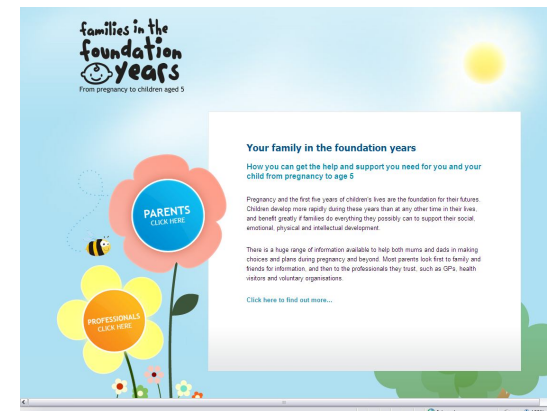 families in the
foundation
years
From pregnancy to children aged 5
Your family in the foundation years
How you can get the help and support you need for you and your
child from pregnancy to age 5
Pregnancy and the first five years of children's lives are the foundation for their futures.
Children develop more rapidly during these years than at any other time in their lives,
and benefit greatly if families do everything they possibly can to support their social,
emotional, physical and intellectual development.
There is a huge range of information available to help both mums and dads in making
choices and plans during pregnancy and beyond. Most parents look first to family and
friends for information, and then to the professionals they trust, such as GPs, health
visitors and voluntary organisations.
Click here to find out more...
PARENTS
CLICK HERE
PROFESSIONALS
CLICK HERE